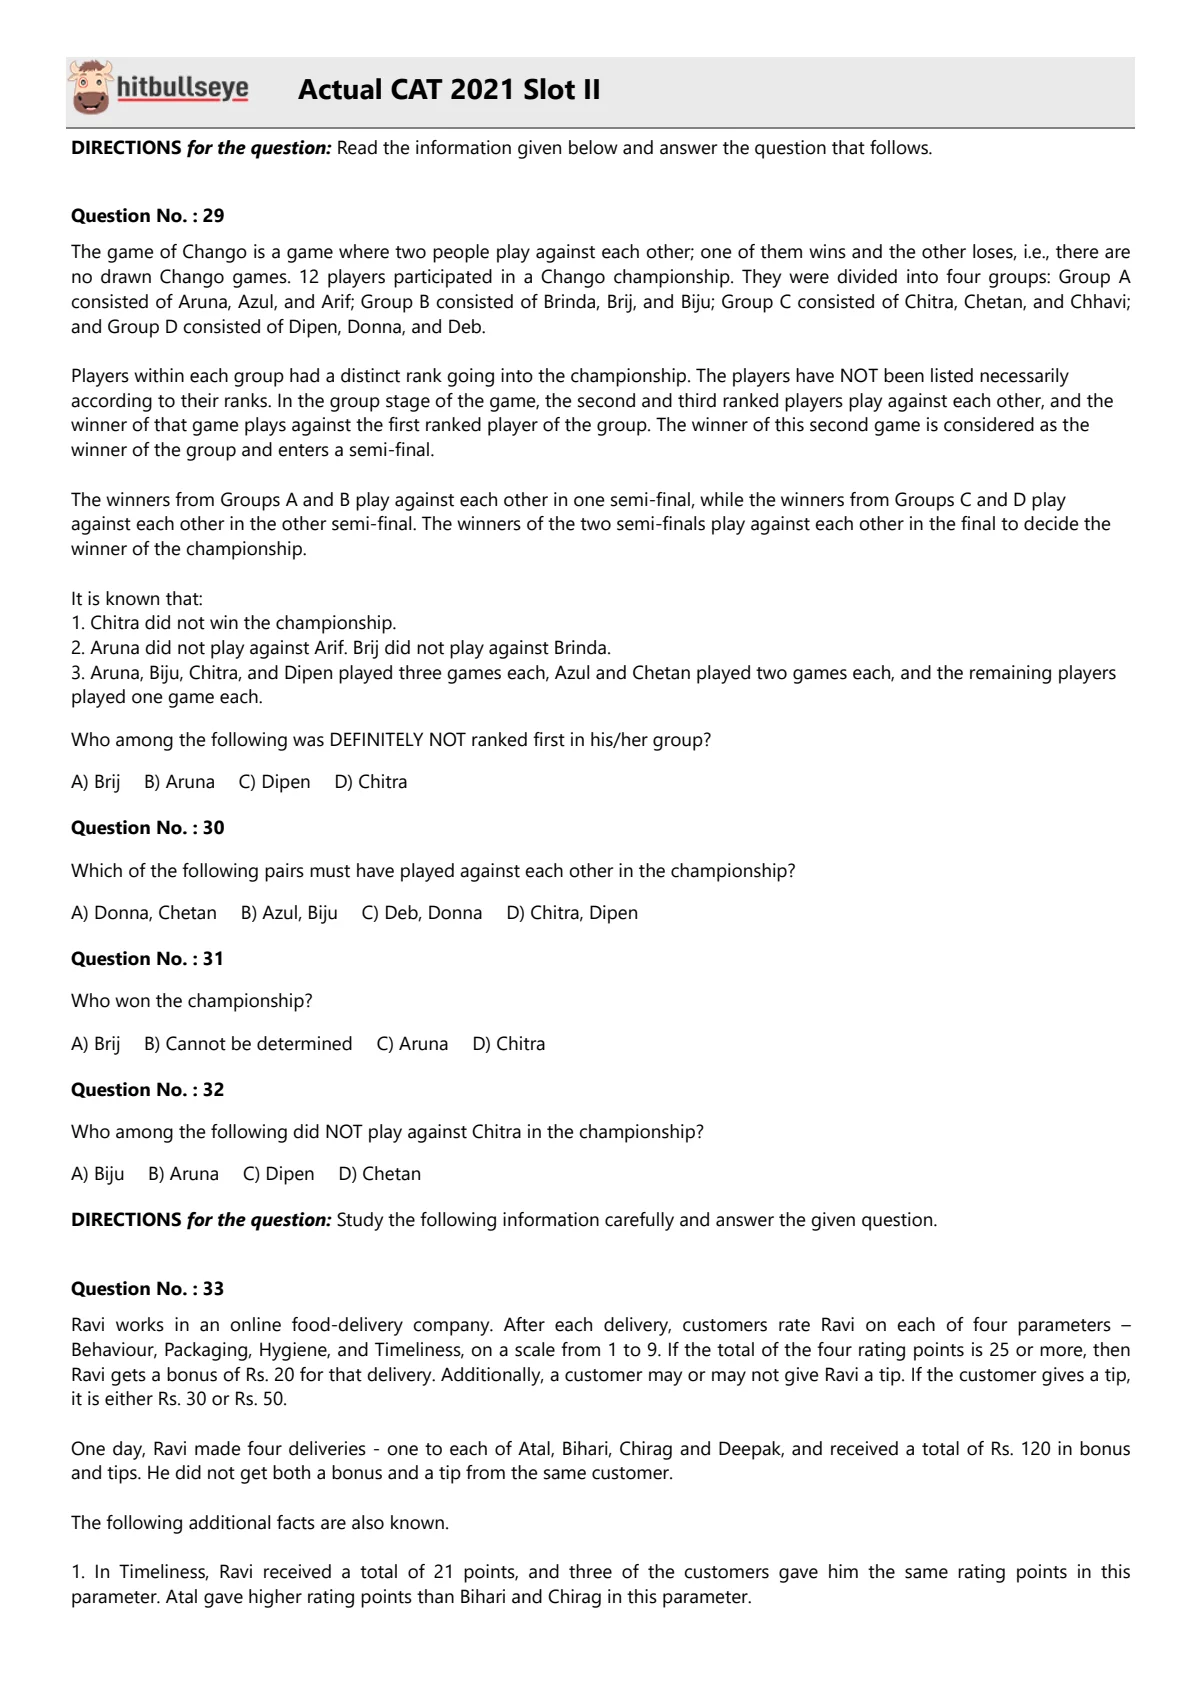 hitbullseye Actual CAT 2021 Slot II
DIRECTIONS for the question: Read the information given below and answer the question that follows.
Question No. : 29
The game of Chango is a game where two people play against each other; one of them wins and the other loses, i.e., there are
no drawn Chango games. 12 players participated in a Chango championship. They were divided into four groups: Group A
consisted of Aruna, Azul, and Arif; Group B consisted of Brinda, Brij, and Biju; Group C consisted of Chitra, Chetan, and Chhavi;
and Group D consisted of Dipen, Donna, and Deb.
Players within each group had a distinct rank going into the championship. The players have NOT been listed necessarily
according to their ranks. In the group stage of the game, the second and third ranked players play against each other, and the
winner of that game plays against the first ranked player of the group. The winner of this second game is considered as the
winner of the group and enters a semi-final.
The winners from Groups A and B play against each other in one semi-final, while the winners from Groups C and D play
against each other in the other semi-final. The winners of the two semi-finals play against each other in the final to decide the
winner of the championship.
It is known that:
1. Chitra did not win the championship.
2. Aruna did not play against Arif. Brij did not play against Brinda.
3. Aruna, Biju, Chitra, and Dipen played three games each, Azul and Chetan played two games each, and the remaining players
played one game each.
Who among the following was DEFINITELY NOT ranked first in his/her group?
A) Brij B) Aruna C) Dipen D) Chitra
Question No. : 30
Which of the following pairs must have played against each other in the championship?
A) Donna, Chetan B) Azul, Biju C) Deb, Donna D) Chitra, Dipen
Question No. : 31
Who won the championship?
A) Brij B) Cannot be determined C) Aruna D) Chitra
Question No. : 32
Who among the following did NOT play against Chitra in the championship?
A) Biju B) Aruna C) Dipen D) Chetan
DIRECTIONS for the question: Study the following information carefully and answer the given question.
Question No. : 33
Ravi works in an online food-delivery company. After each delivery, customers rate Ravi on each of four parameters –
Behaviour, Packaging, Hygiene, and Timeliness, on a scale from 1 to 9. If the total of the four rating points is 25 or more, then
Ravi gets a bonus of Rs. 20 for that delivery. Additionally, a customer may or may not give Ravi a tip. If the customer gives a tip,
it is either Rs. 30 or Rs. 50.
One day, Ravi made four deliveries - one to each of Atal, Bihari, Chirag and Deepak, and received a total of Rs. 120 in bonus
and tips. He did not get both a bonus and a tip from the same customer.
The following additional facts are also known.
1. In Timeliness, Ravi received a total of 21 points, and three of the customers gave him the same rating points in this
parameter. Atal gave higher rating points than Bihari and Chirag in this parameter.